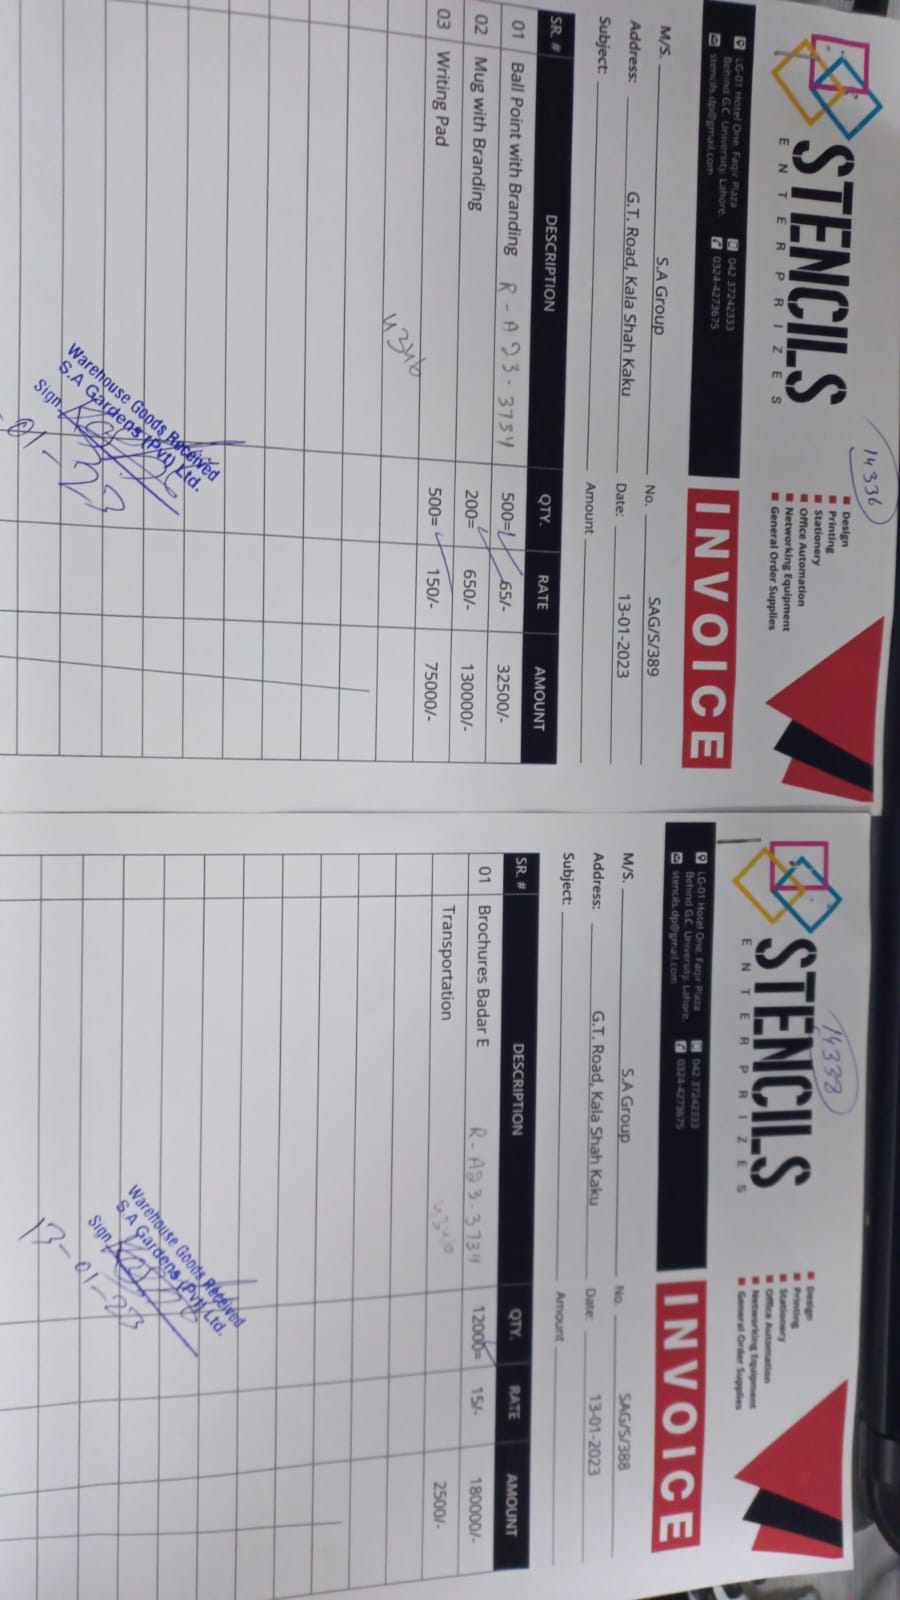 14336
STENCILS
ENTERPRIZES
Design
Printing
Stationery
Office Automation
Networking Equipment
General Order Supplies
LG-01 Hotel One, Faqir Plaza
Behind G.C. University, Lahore.
stencils.dp@gmail.com
042 37242333
0324-4273675
INVOICE
M/S. S.A Group No. SAG/S/389
Address: G.T. Road, Kala Shah Kaku Date: 13-01-2023
Subject: Amount
SR. # DESCRIPTION QTY. RATE AMOUNT
01 Ball Point with Branding R-A23-3734 500= 65/- 32500/-
02 Mug with Branding 200= 650/- 130000/-
03 Writing Pad 500= 150/- 75000/-
Warehouse Goods Received
S.A Gardens (Pvt) Ltd.
Sign
01-23
14338
STENCILS
ENTERPRIZES
Design
Printing
Stationery
Office Automation
Networking Equipment
General Order Supplies
LG-01 Hotel One, Faqir Plaza
Behind G.C. University, Lahore.
stencils.dp@gmail.com
042 37242333
0324-4273675
INVOICE
M/S. S.A Group No. SAG/S/388
Address: G.T. Road, Kala Shah Kaku Date: 13-01-2023
Subject: Amount
SR. # DESCRIPTION QTY. RATE AMOUNT
01 Brochures Badar E R-A23-3734 12000= 15/- 180000/-
Transportation 2500/-
Warehouse Goods Received
S.A Gardens (Pvt) Ltd.
Sign
13-01-23